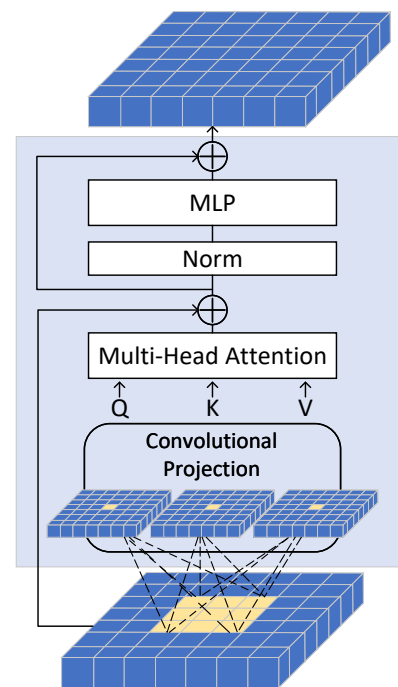 MLP
Norm
Multi-Head Attention
Q K V
Convolutional
Projection